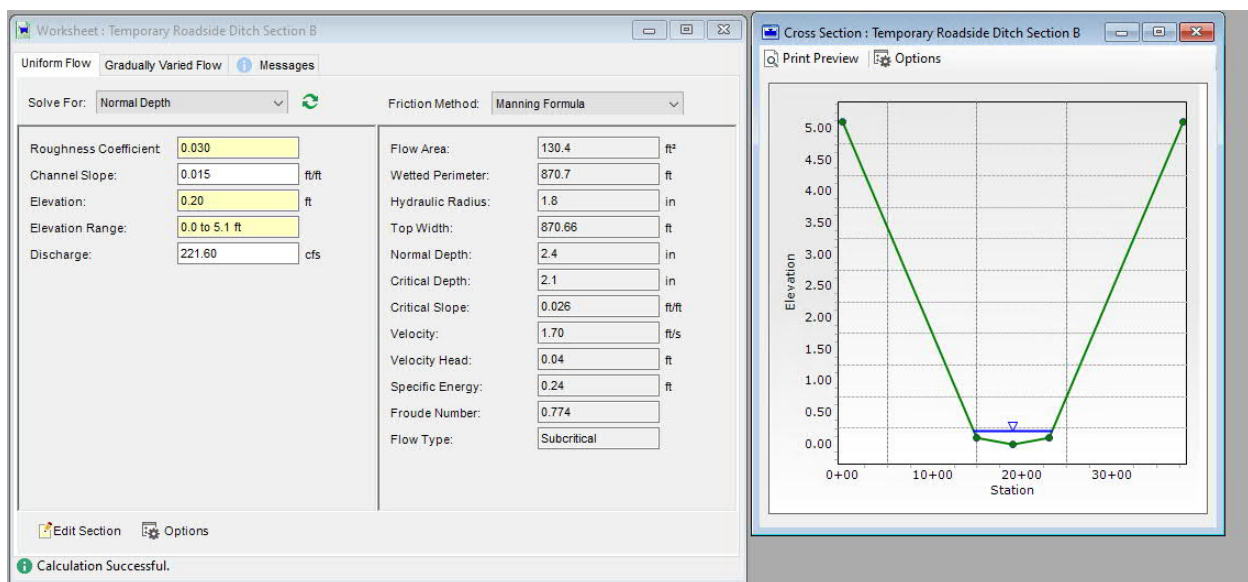 Worksheet : Temporary Roadside Ditch Section B
Uniform Flow Gradually Varied Flow Messages
Solve For: Normal Depth Friction Method: Manning Formula
Roughness Coefficient 0.030
Channel Slope: 0.015 ft/ft
Elevation: 0.20 ft
Elevation Range: 0.0 to 5.1 ft
Discharge: 221.60 cfs
Flow Area: 130.4 ft²
Wetted Perimeter: 870.7 ft
Hydraulic Radius: 1.8 in
Top Width: 870.66 ft
Normal Depth: 2.4 in
Critical Depth: 2.1 in
Critical Slope: 0.026 ft/ft
Velocity: 1.70 ft/s
Velocity Head: 0.04 ft
Specific Energy: 0.24 ft
Froude Number: 0.774
Flow Type: Subcritical
Edit Section Options
Calculation Successful.
Cross Section : Temporary Roadside Ditch Section B
Print Preview Options
5.00
4.50
4.00
3.50
3.00
2.50
2.00
1.50
1.00
0.50
0.00
Elevation
0+00 10+00 20+00 30+00
Station